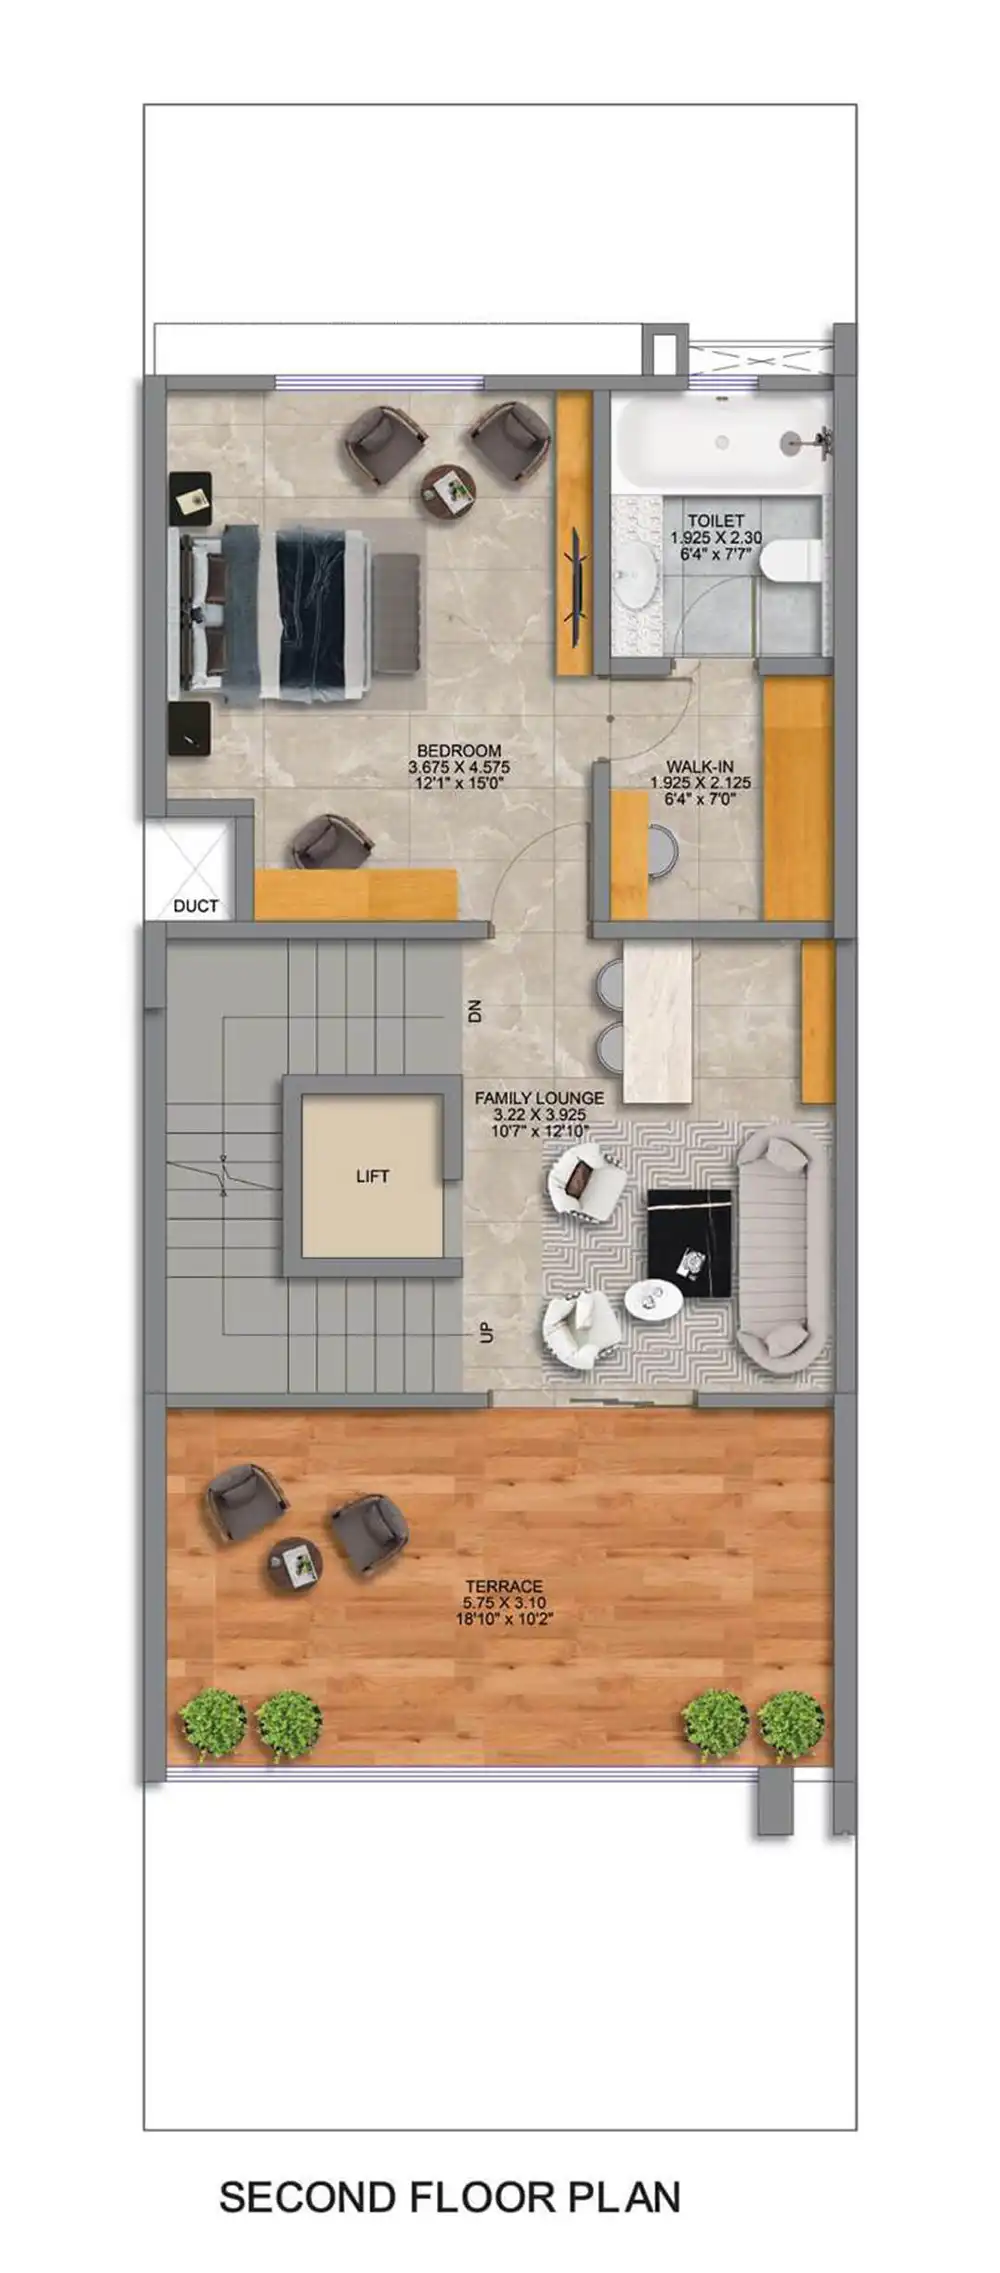 TOILET
1.925 X 2.30
6'4" x 7'7"
BEDROOM
3.675 X 4.575
12'1" x 15'0"
WALK-IN
1.925 X 2.125
6'4" x 7'0"
DUCT
DN
FAMILY LOUNGE
3.22 X 3.925
10'7" x 12'10"
LIFT
UP
TERRACE
5.75 X 3.10
18'10" x 10'2"
SECOND FLOOR PLAN